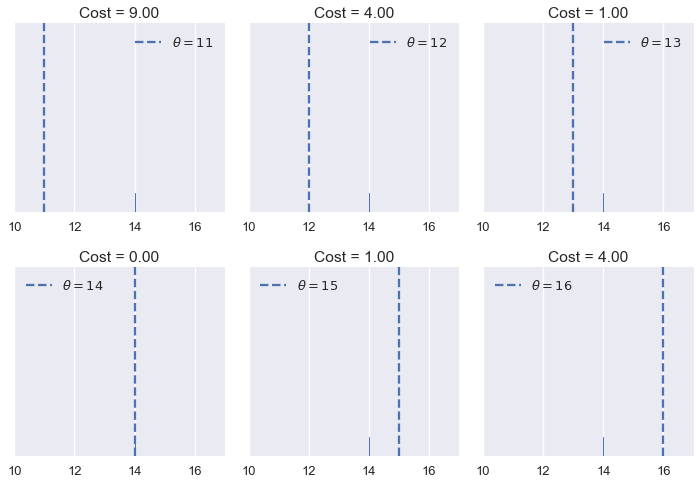 Cost = 9.00 Cost = 4.00 Cost = 1.00
θ = 11 θ = 12 θ = 13
10 12 14 16 10 12 14 16 10 12 14 16
Cost = 0.00 Cost = 1.00 Cost = 4.00
θ = 14 θ = 15 θ = 16
10 12 14 16 10 12 14 16 10 12 14 16